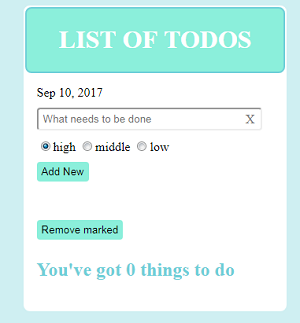 LIST OF TODOS
Sep 10, 2017
What needs to be done X
high middle low
Add New
Remove marked
You've got 0 things to do